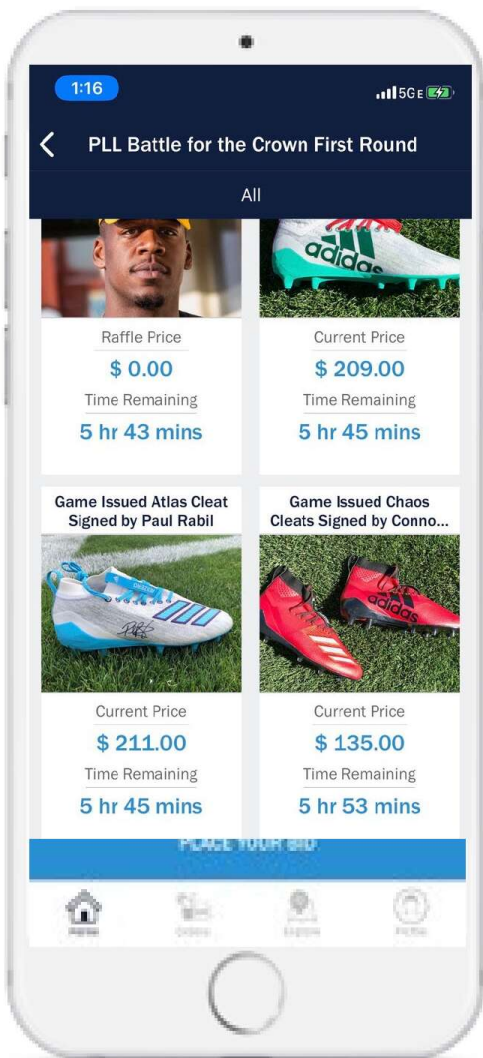 1:16
5GE
PLL Battle for the Crown First Round
All
adidas
Raffle Price
$ 0.00
Time Remaining
5 hr 43 mins
Current Price
$ 209.00
Time Remaining
5 hr 45 mins
Game Issued Atlas Cleat
Signed by Paul Rabil
Current Price
$ 211.00
Time Remaining
5 hr 45 mins
Game Issued Chaos
Cleats Signed by Conno...
adidas
Current Price
$ 135.00
Time Remaining
5 hr 53 mins
PLACE YOUR BID